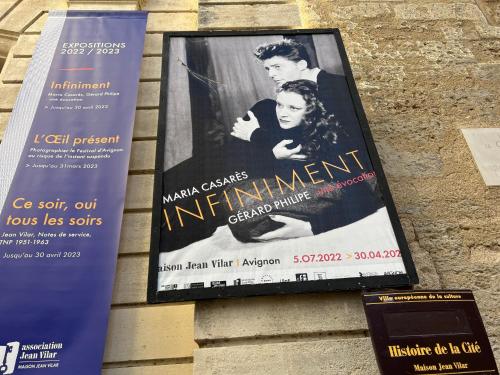 EXPOSITIONS
2022 / 2023
Infiniment
Maria Casarès, Gérard Philipe
une évocation
> Jusqu'au 30 avril 2023
L'Œil présent
Photographier le Festival d'Avignon
au risque de l'instant suspendu
> Jusqu'au 31 mars 2023
Ce soir, oui
tous les soirs
Jean Vilar, Notes de service,
TNP 1951-1963
Jusqu'au 30 avril 2023
association
Jean Vilar
MAISON JEAN VILAR
MARIA CASARÈS
INFINIMENT
GÉRARD PHILIPE une évocation
Maison Jean Vilar | Avignon 5.07.2022 > 30.04.202
Ville européenne de la culture
Histoire de la Cité
Maison Jean Vilar